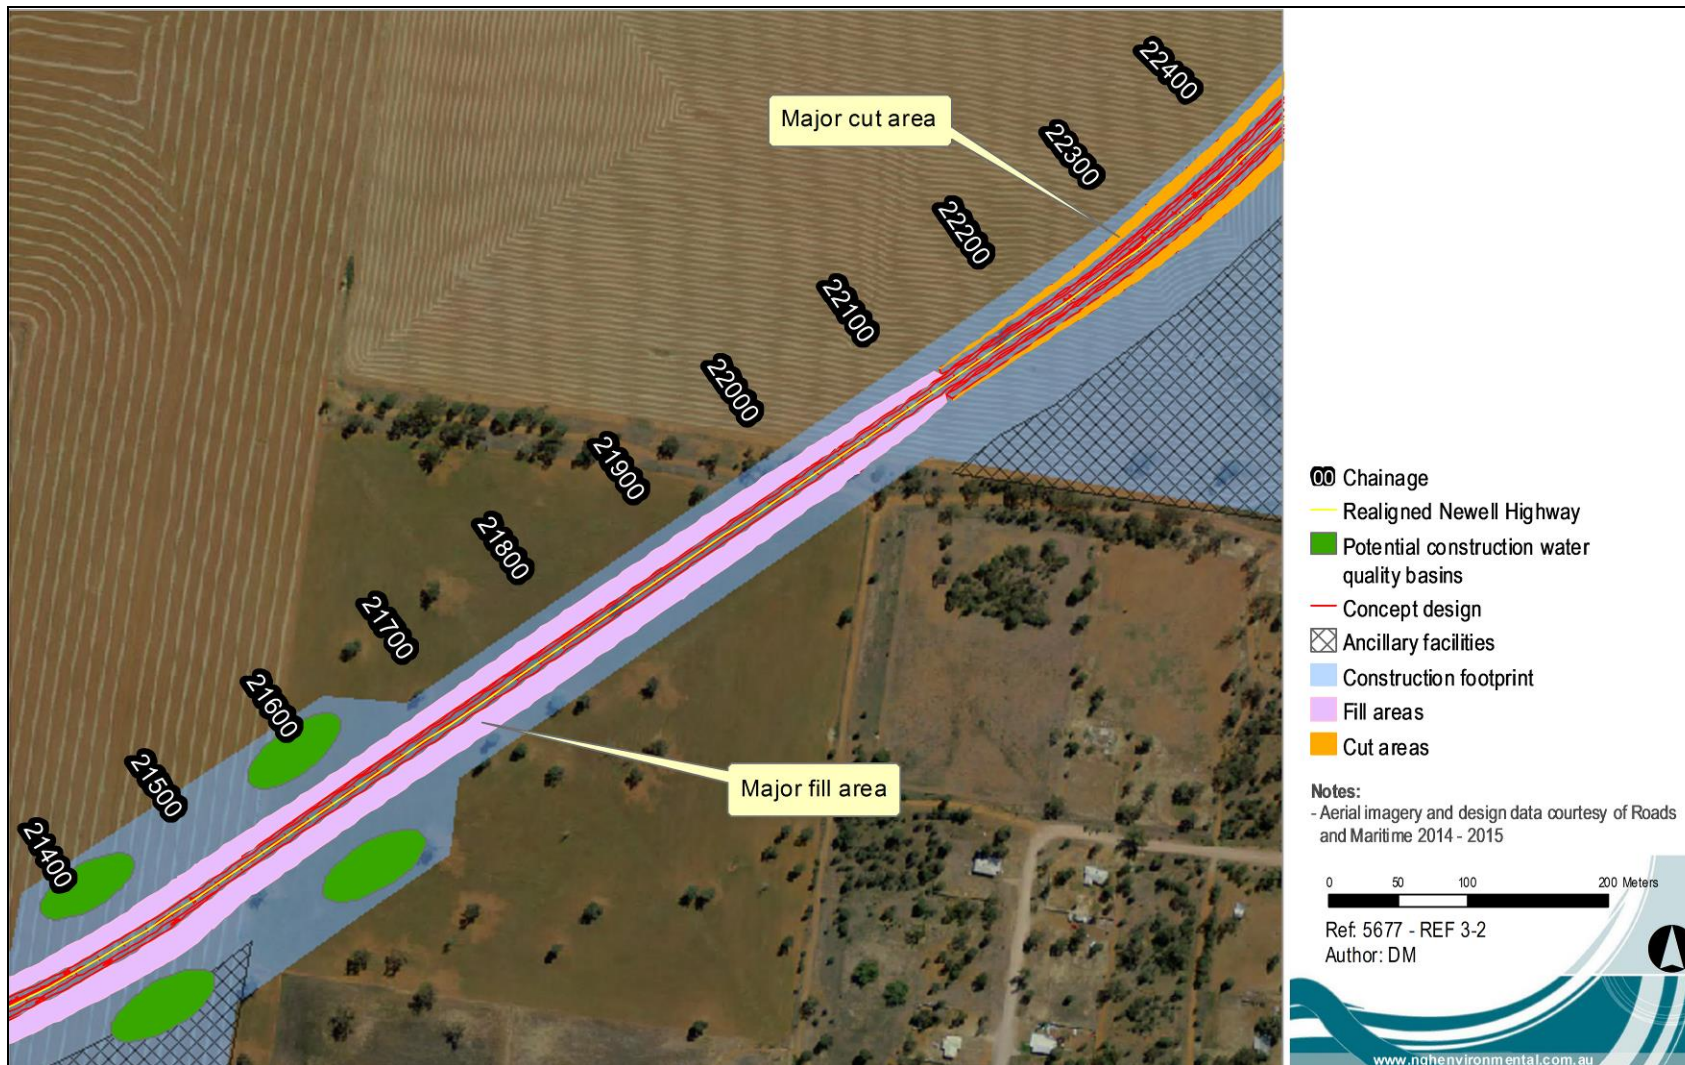 22400
Major cut area
22300
22200
22100
22000
21900
21800
21700
21600
21500
21400
Major fill area
00 Chainage
Realigned Newell Highway
Potential construction water
quality basins
Concept design
Ancillary facilities
Construction footprint
Fill areas
Cut areas
Notes:
- Aerial imagery and design data courtesy of Roads
and Maritime 2014 - 2015
0 50 100 200 Meters
Ref: 5677 - REF 3-2
Author: DM
www.nghenvironmental.com.au